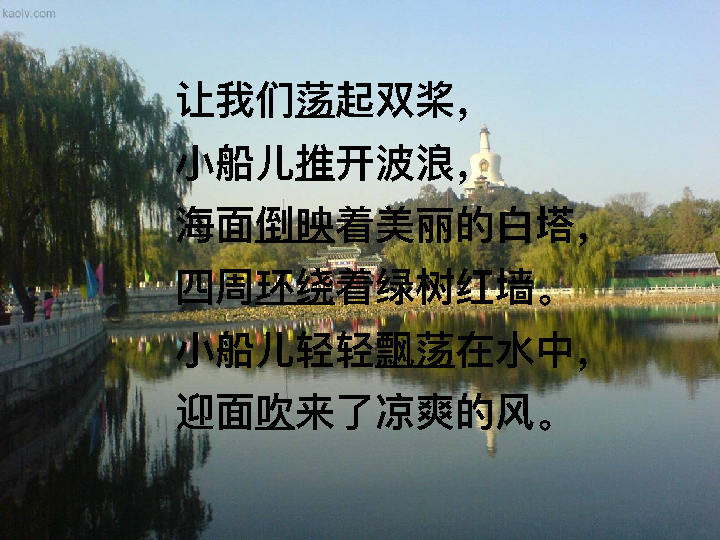 kaolv.com
让我们荡起双桨，
小船儿推开波浪，
海面倒映着美丽的白塔，
四周环绕着绿树红墙。
小船儿轻轻飘荡在水中，
迎面吹来了凉爽的风。